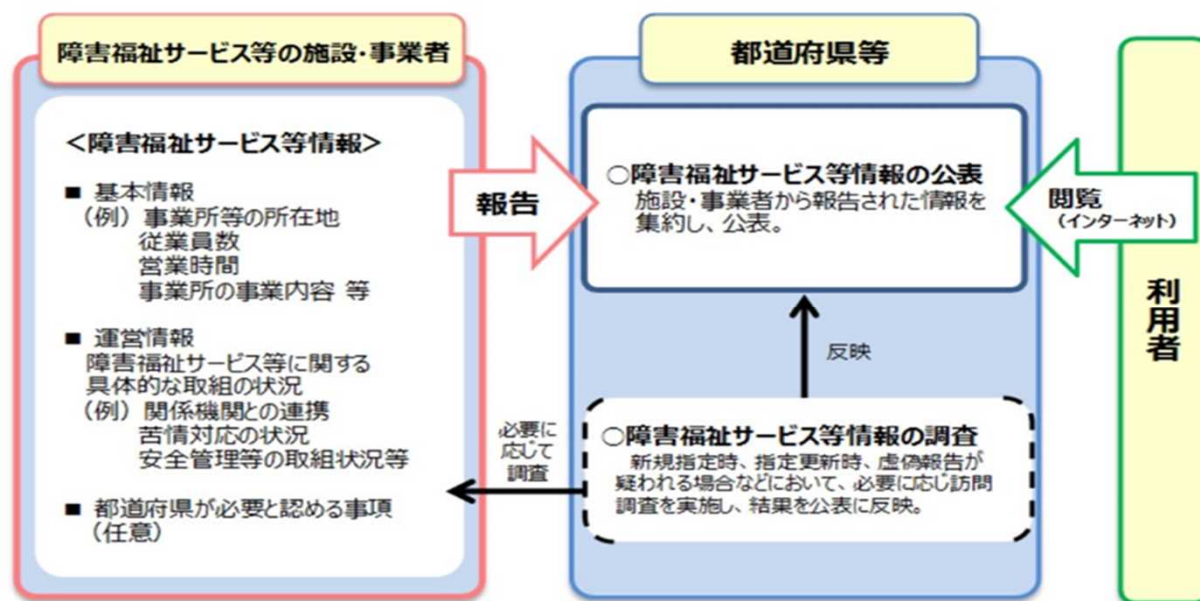 障害福祉サービス等の施設・事業者
<障害福祉サービス等情報>
■ 基本情報
(例)事業所等の所在地
従業員数
営業時間
事業所の事業内容 等
■ 運営情報
障害福祉サービス等に関する
具体的な取組の状況
(例)関係機関との連携
苦情対応の状況
安全管理等の取組状況等
■ 都道府県が必要と認める事項
(任意)
報告
必要に
応じて
調査
都道府県等
○障害福祉サービス等情報の公表
施設・事業者から報告された情報を
集約し、公表。
反映
○障害福祉サービス等情報の調査
新規指定時、指定更新時、虚偽報告が
疑われる場合などにおいて、必要に応じ訪問
調査を実施し、結果を公表に反映。
閲覧
(インターネット)
利用者